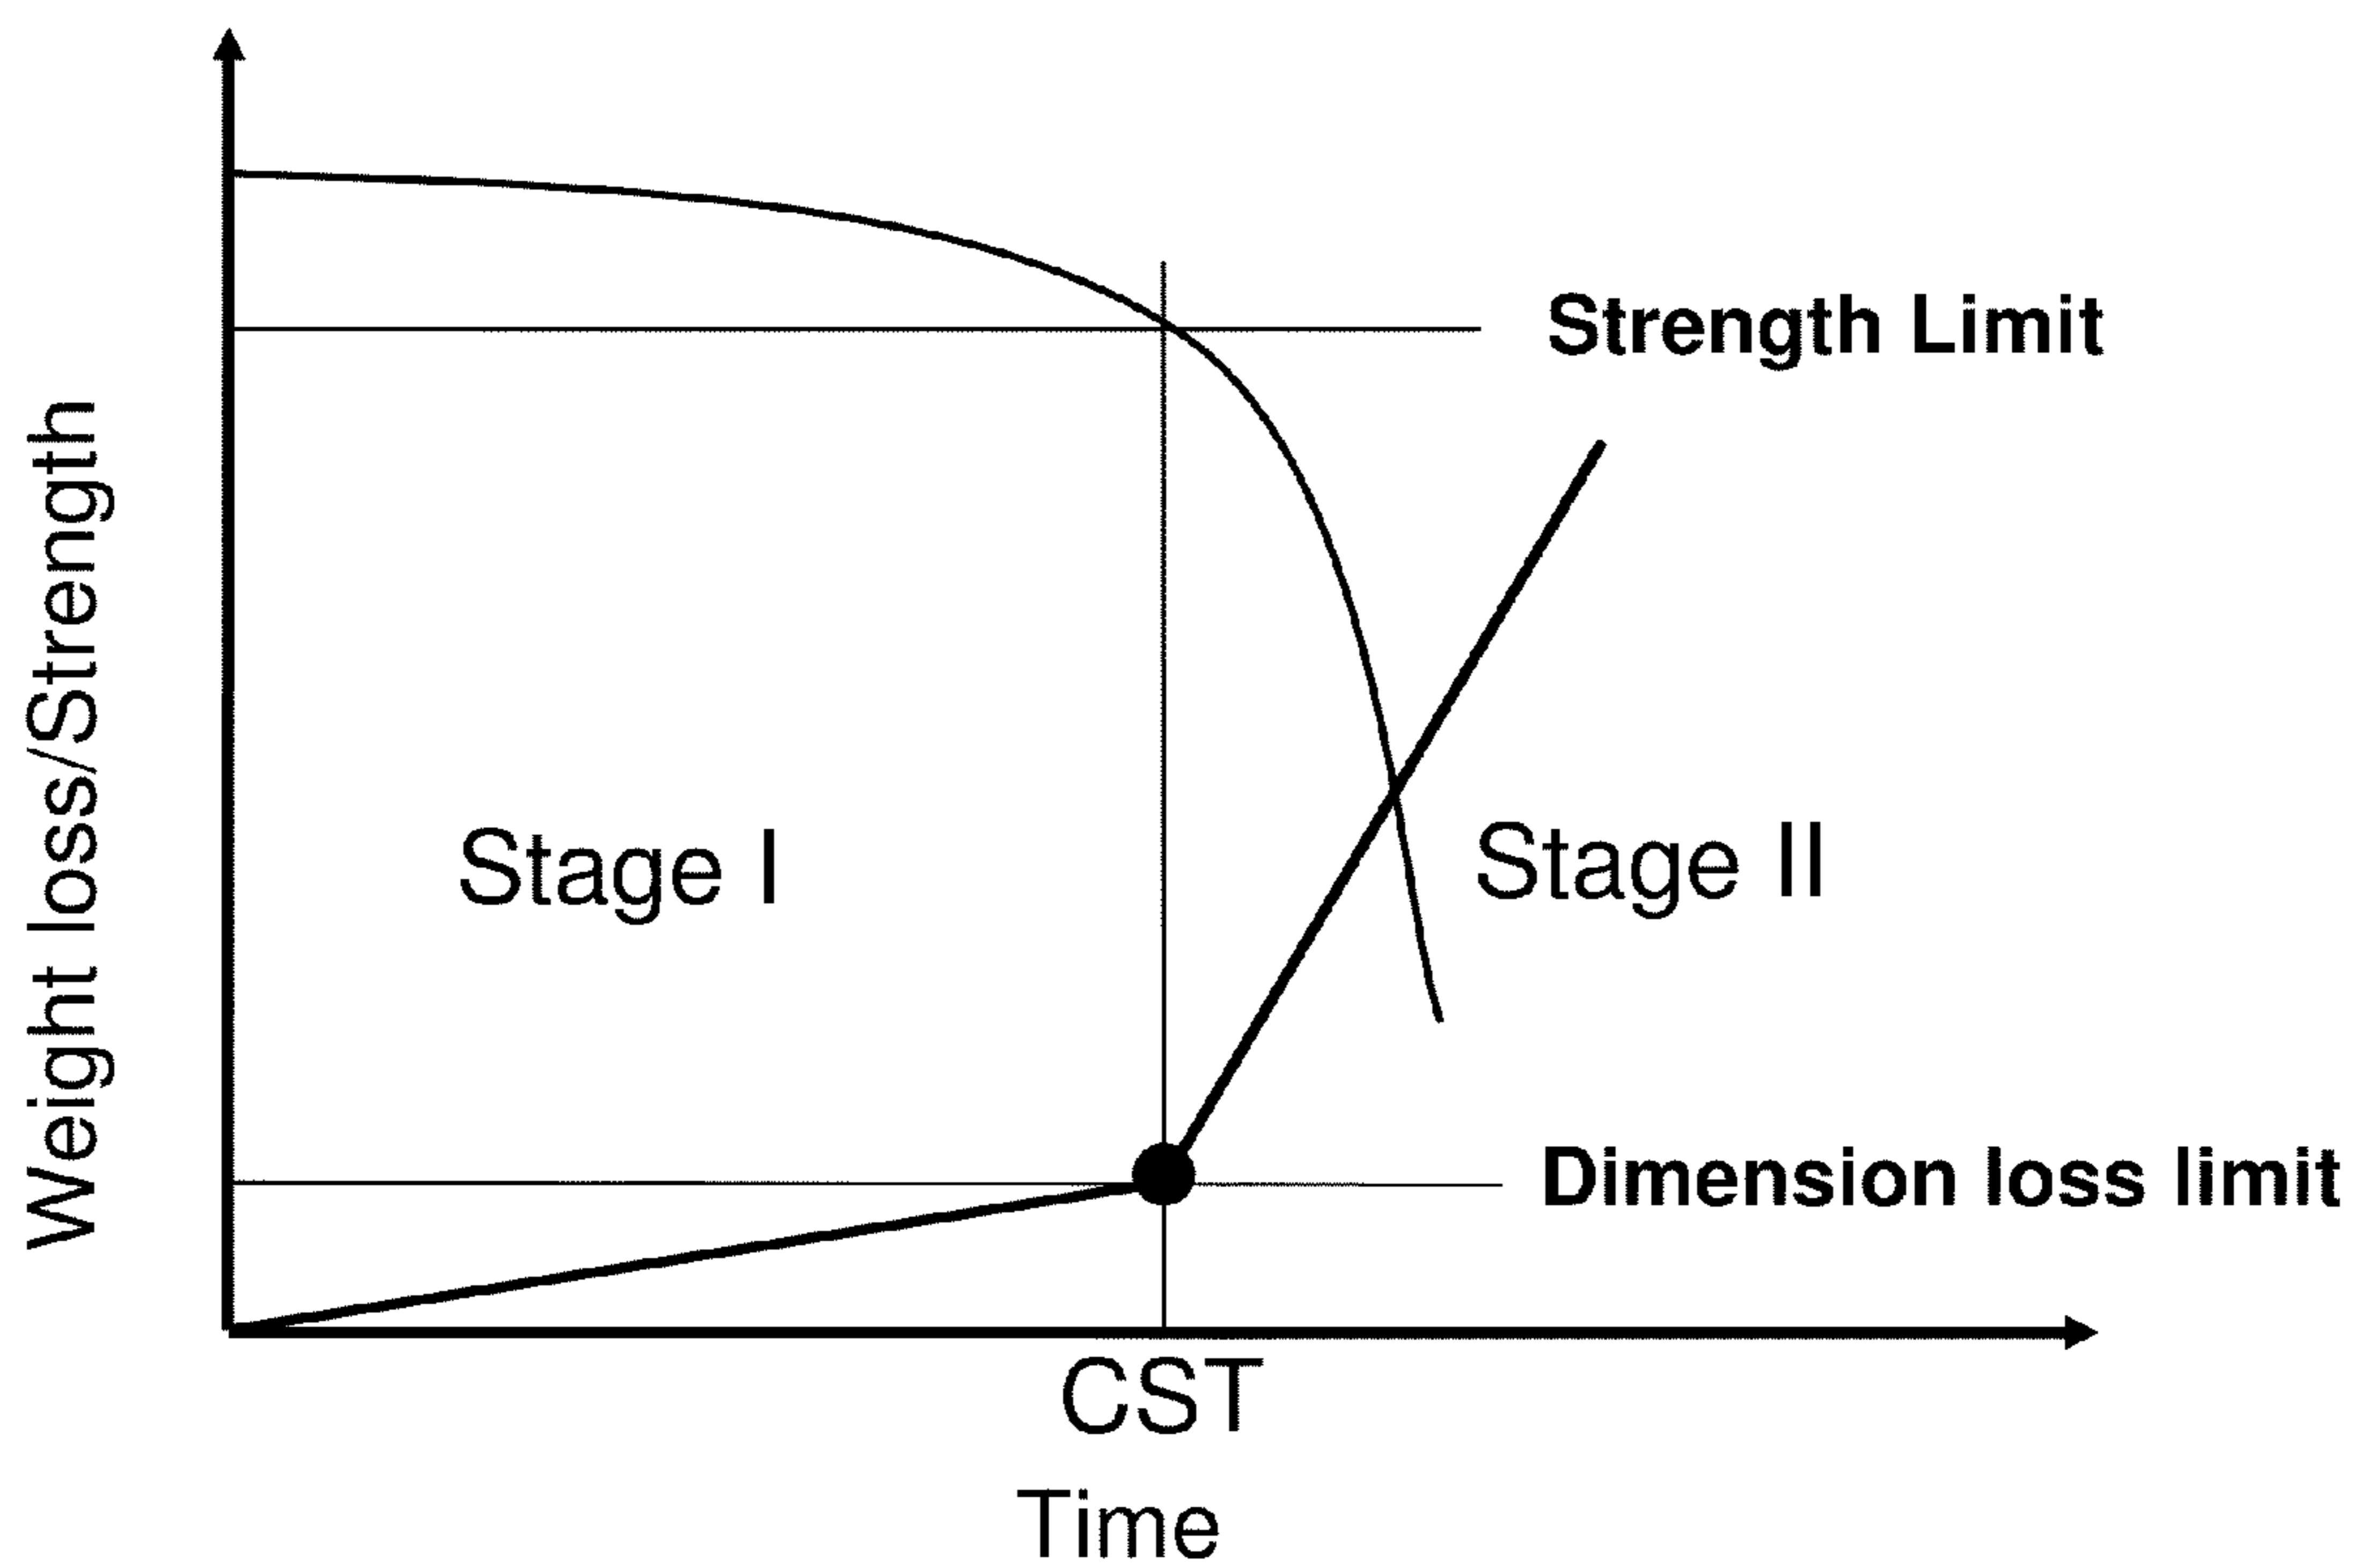 Weight loss/Strength
Strength Limit
Stage I
Stage II
Dimension loss limit
CST
Time